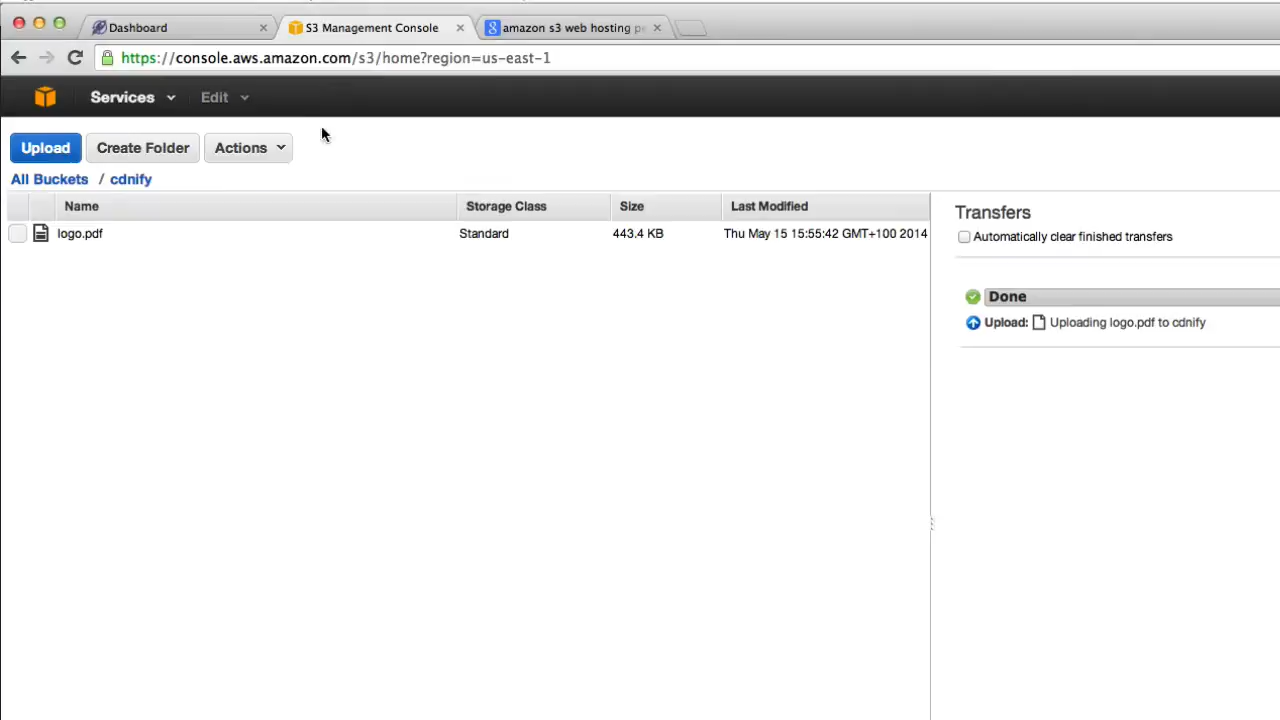 Dashboard S3 Management Console amazon s3 web hosting pe
https://console.aws.amazon.com/s3/home?region=us-east-1
Services Edit
Upload Create Folder Actions
All Buckets / cdnify
Name Storage Class Size Last Modified
logo.pdf Standard 443.4 KB Thu May 15 15:55:42 GMT+100 2014
Transfers
Automatically clear finished transfers
Done
Upload: Uploading logo.pdf to cdnify